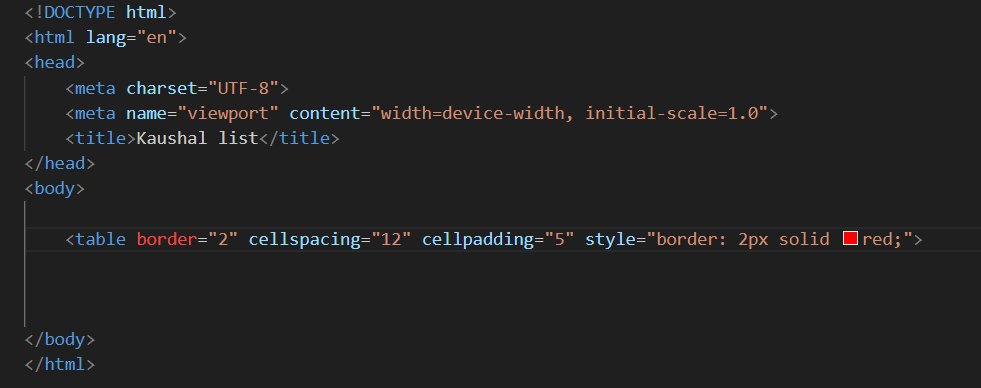 <!DOCTYPE html>
<html lang="en">
<head>
    <meta charset="UTF-8">
    <meta name="viewport" content="width=device-width, initial-scale=1.0">
    <title>Kaushal list</title>
</head>
<body>
    <table border="2" cellspacing="12" cellpadding="5" style="border: 2px solid red;">
</body>
</html>